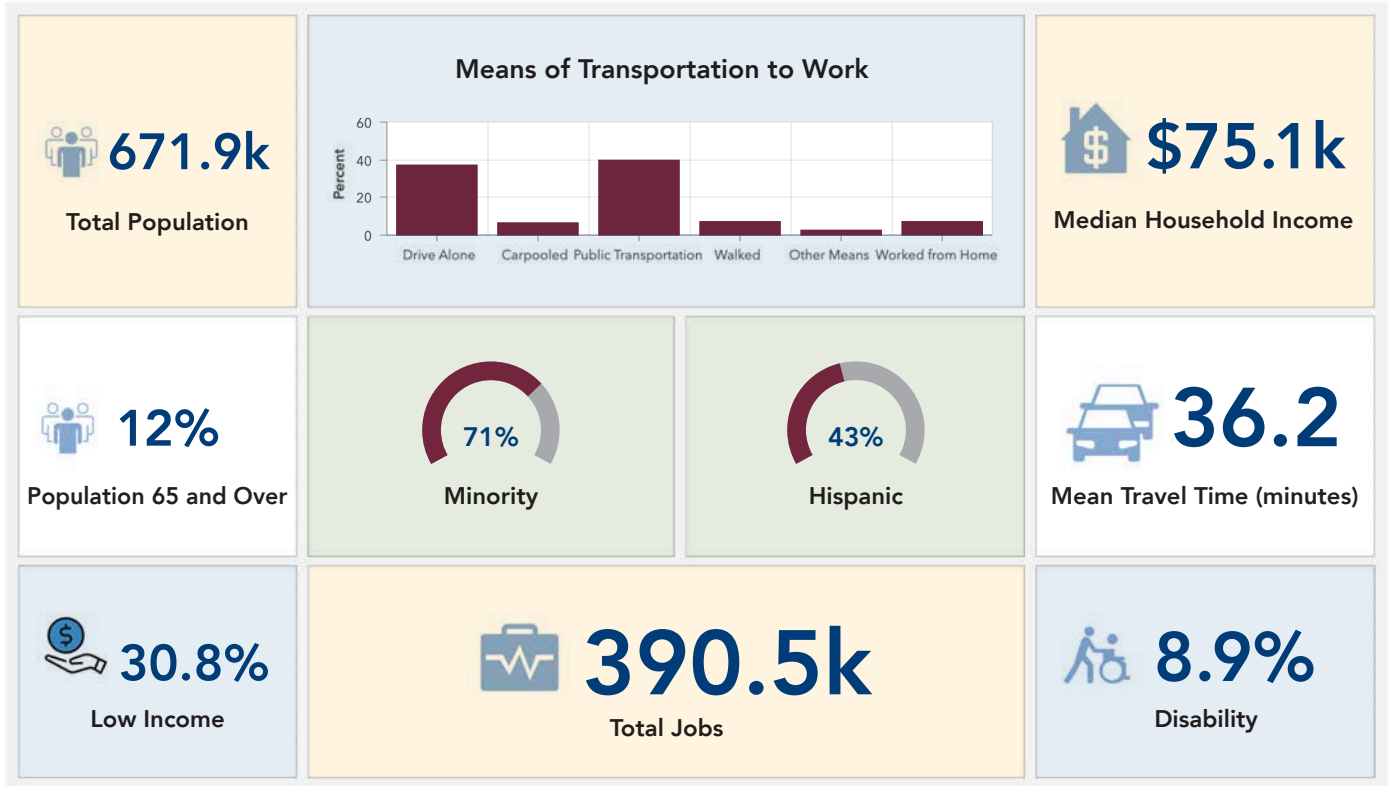 671.9k
Total Population
Means of Transportation to Work
Percent
60
40
20
0
Drive Alone
Carpooled
Public Transportation
Walked
Other Means
Worked from Home
$
$75.1k
Median Household Income
12%
Population 65 and Over
71%
Minority
43%
Hispanic
36.2
Mean Travel Time (minutes)
$
30.8%
Low Income
390.5k
Total Jobs
8.9%
Disability